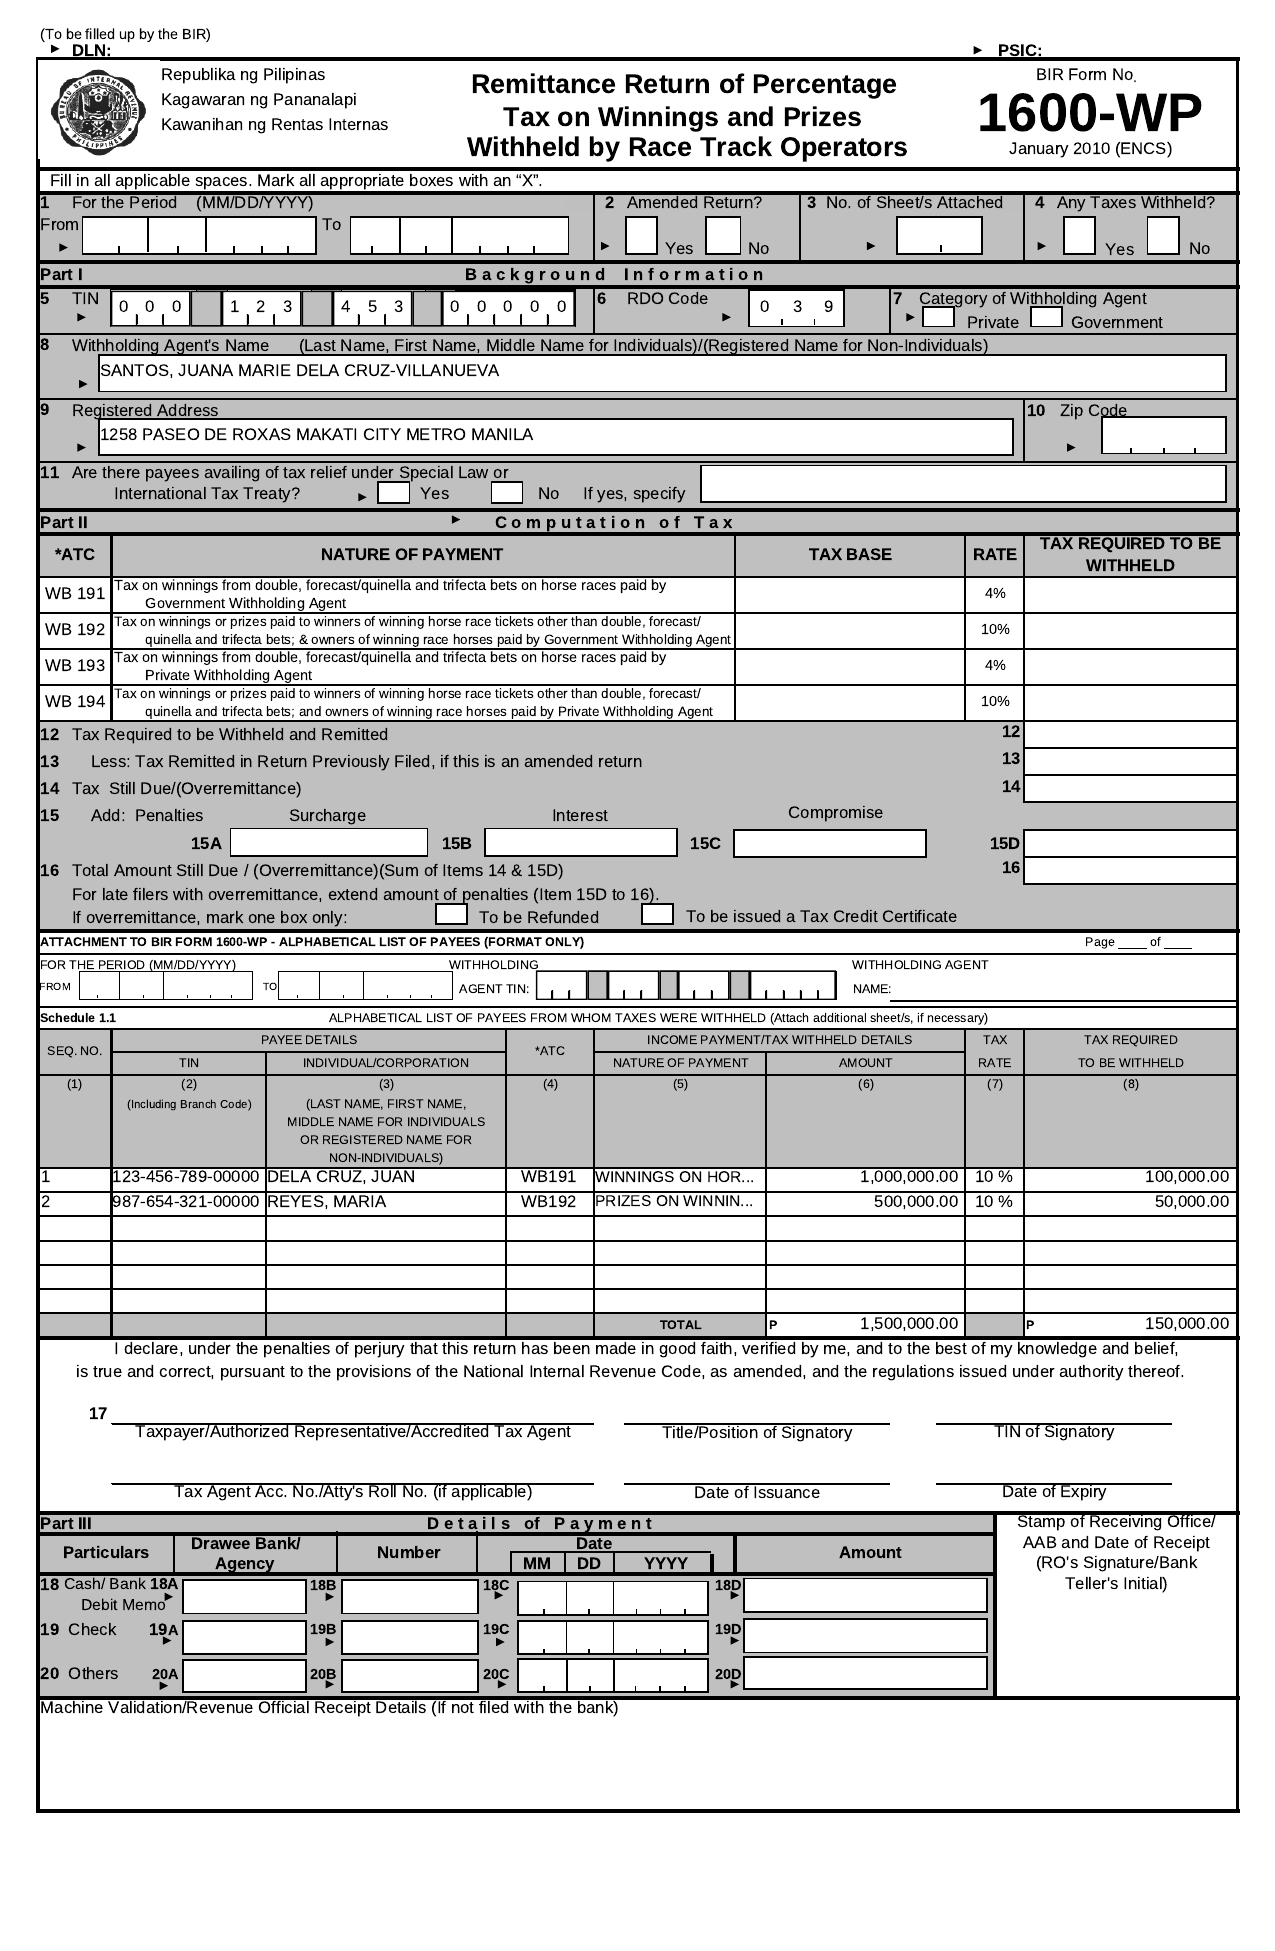 (To be filled up by the BIR)
DLN: PSIC:
Republika ng Pilipinas
Kagawaran ng Pananalapi
Kawanihan ng Rentas Internas
Remittance Return of Percentage
Tax on Winnings and Prizes
Withheld by Race Track Operators
BIR Form No.
1600-WP
January 2010 (ENCS)
Fill in all applicable spaces. Mark all appropriate boxes with an “X”.
1 For the Period (MM/DD/YYYY) 2 Amended Return? 3 No. of Sheet/s Attached 4 Any Taxes Withheld?
From To Yes No Yes No
Part I Background Information
5 TIN 0 0 0 1 2 3 4 5 3 0 0 0 0 0 6 RDO Code 0 3 9 7 Category of Withholding Agent
Private Government
8 Withholding Agent's Name (Last Name, First Name, Middle Name for Individuals)/(Registered Name for Non-Individuals)
SANTOS, JUANA MARIE DELA CRUZ-VILLANUEVA
9 Registered Address 10 Zip Code
1258 PASEO DE ROXAS MAKATI CITY METRO MANILA
11 Are there payees availing of tax relief under Special Law or
International Tax Treaty? Yes No If yes, specify
Part II Computation of Tax
*ATC NATURE OF PAYMENT TAX BASE RATE TAX REQUIRED TO BE WITHHELD
WB 191 Tax on winnings from double, forecast/quinella and trifecta bets on horse races paid by
Government Withholding Agent 4%
WB 192 Tax on winnings or prizes paid to winners of winning horse race tickets other than double, forecast/
quinella and trifecta bets; & owners of winning race horses paid by Government Withholding Agent 10%
WB 193 Tax on winnings from double, forecast/quinella and trifecta bets on horse races paid by
Private Withholding Agent 4%
WB 194 Tax on winnings or prizes paid to winners of winning horse race tickets other than double, forecast/
quinella and trifecta bets; and owners of winning race horses paid by Private Withholding Agent 10%
12 Tax Required to be Withheld and Remitted 12
13 Less: Tax Remitted in Return Previously Filed, if this is an amended return 13
14 Tax Still Due/(Overremittance) 14
15 Add: Penalties Surcharge Interest Compromise
15A 15B 15C 15D
16 Total Amount Still Due / (Overremittance)(Sum of Items 14 & 15D) 16
For late filers with overremittance, extend amount of penalties (Item 15D to 16).
If overremittance, mark one box only: To be Refunded To be issued a Tax Credit Certificate
ATTACHMENT TO BIR FORM 1600-WP - ALPHABETICAL LIST OF PAYEES (FORMAT ONLY) Page ____ of ____
FOR THE PERIOD (MM/DD/YYYY) WITHHOLDING WITHHOLDING AGENT
FROM TO AGENT TIN: NAME:
Schedule 1.1 ALPHABETICAL LIST OF PAYEES FROM WHOM TAXES WERE WITHHELD (Attach additional sheet/s, if necessary)
SEQ. NO. PAYEE DETAILS *ATC INCOME PAYMENT/TAX WITHHELD DETAILS TAX TAX REQUIRED
TIN INDIVIDUAL/CORPORATION NATURE OF PAYMENT AMOUNT RATE TO BE WITHHELD
(1) (2) (3) (4) (5) (6) (7) (8)
(Including Branch Code) (LAST NAME, FIRST NAME,
MIDDLE NAME FOR INDIVIDUALS
OR REGISTERED NAME FOR
NON-INDIVIDUALS)
1 123-456-789-00000 DELA CRUZ, JUAN WB191 WINNINGS ON HOR... 1,000,000.00 10 % 100,000.00
2 987-654-321-00000 REYES, MARIA WB192 PRIZES ON WINNIN... 500,000.00 10 % 50,000.00
TOTAL P 1,500,000.00 P 150,000.00
I declare, under the penalties of perjury that this return has been made in good faith, verified by me, and to the best of my knowledge and belief,
is true and correct, pursuant to the provisions of the National Internal Revenue Code, as amended, and the regulations issued under authority thereof.
17
Taxpayer/Authorized Representative/Accredited Tax Agent Title/Position of Signatory TIN of Signatory
Tax Agent Acc. No./Atty's Roll No. (if applicable) Date of Issuance Date of Expiry
Part III Details of Payment
Particulars Drawee Bank/ Agency Number Date MM DD YYYY Amount
Stamp of Receiving Office/
AAB and Date of Receipt
(RO's Signature/Bank
Teller's Initial)
18 Cash/ Bank 18A 18B 18C 18D
Debit Memo
19 Check 19A 19B 19C 19D
20 Others 20A 20B 20C 20D
Machine Validation/Revenue Official Receipt Details (If not filed with the bank)